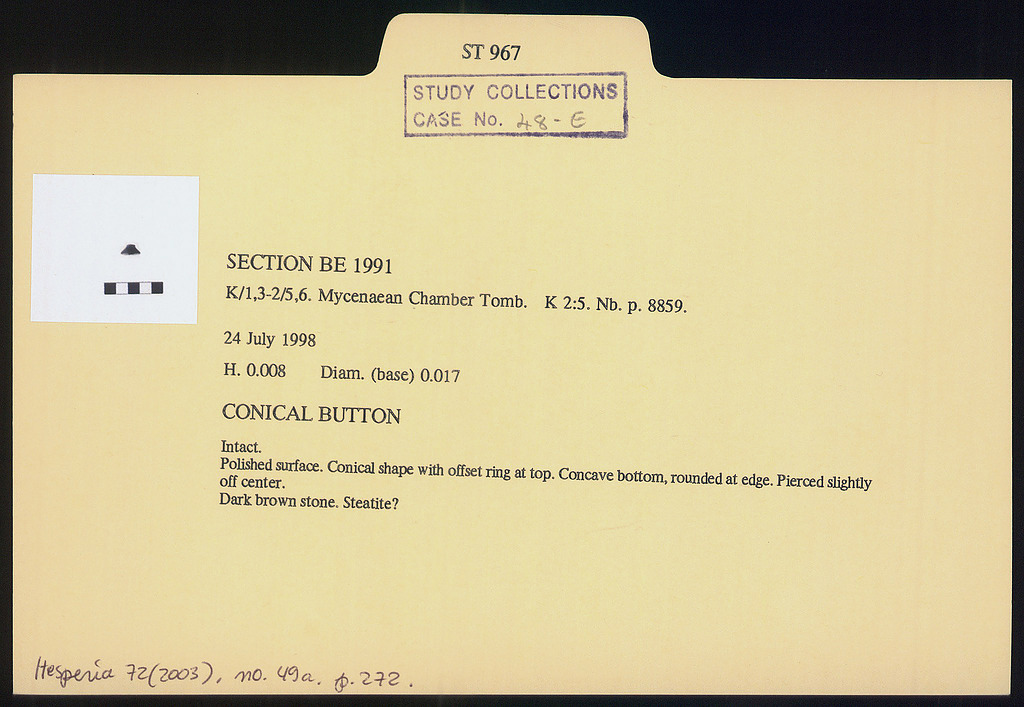 ST 967
STUDY COLLECTIONS
CASE No. 48-E
SECTION BE 1991
K/1,3-2/5,6. Mycenaean Chamber Tomb. K 2:5. Nb. p. 8859.
24 July 1998
H. 0.008 Diam. (base) 0.017
CONICAL BUTTON
Intact.
Polished surface. Conical shape with offset ring at top. Concave bottom, rounded at edge. Pierced slightly
off center.
Dark brown stone. Steatite?
Hesperia 72(2003), no. 49a. p. 272.